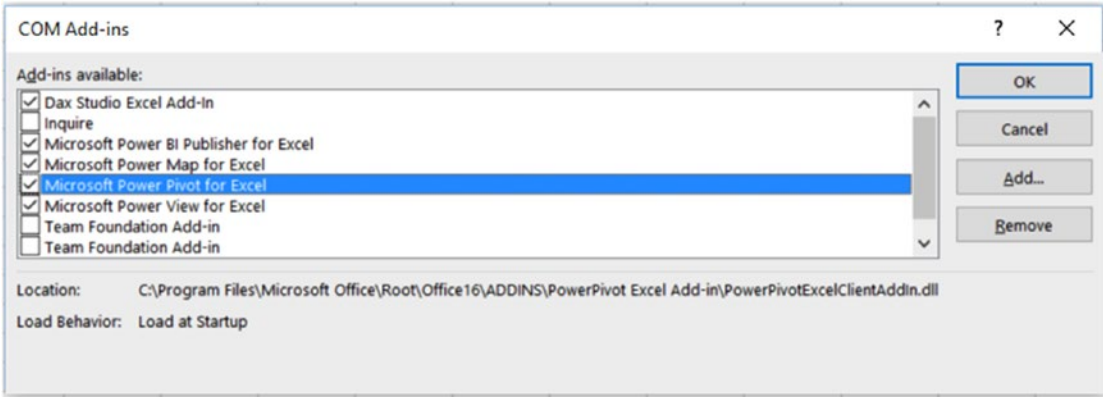 COM Add-ins
?
Add-ins available:
Dax Studio Excel Add-In
Inquire
Microsoft Power BI Publisher for Excel
Microsoft Power Map for Excel
Microsoft Power Pivot for Excel
Microsoft Power View for Excel
Team Foundation Add-in
Team Foundation Add-in
OK
Cancel
Add...
Remove
Location: C:\Program Files\Microsoft Office\Root\Office16\ADDINS\PowerPivot Excel Add-in\PowerPivotExcelClientAddIn.dll
Load Behavior: Load at Startup